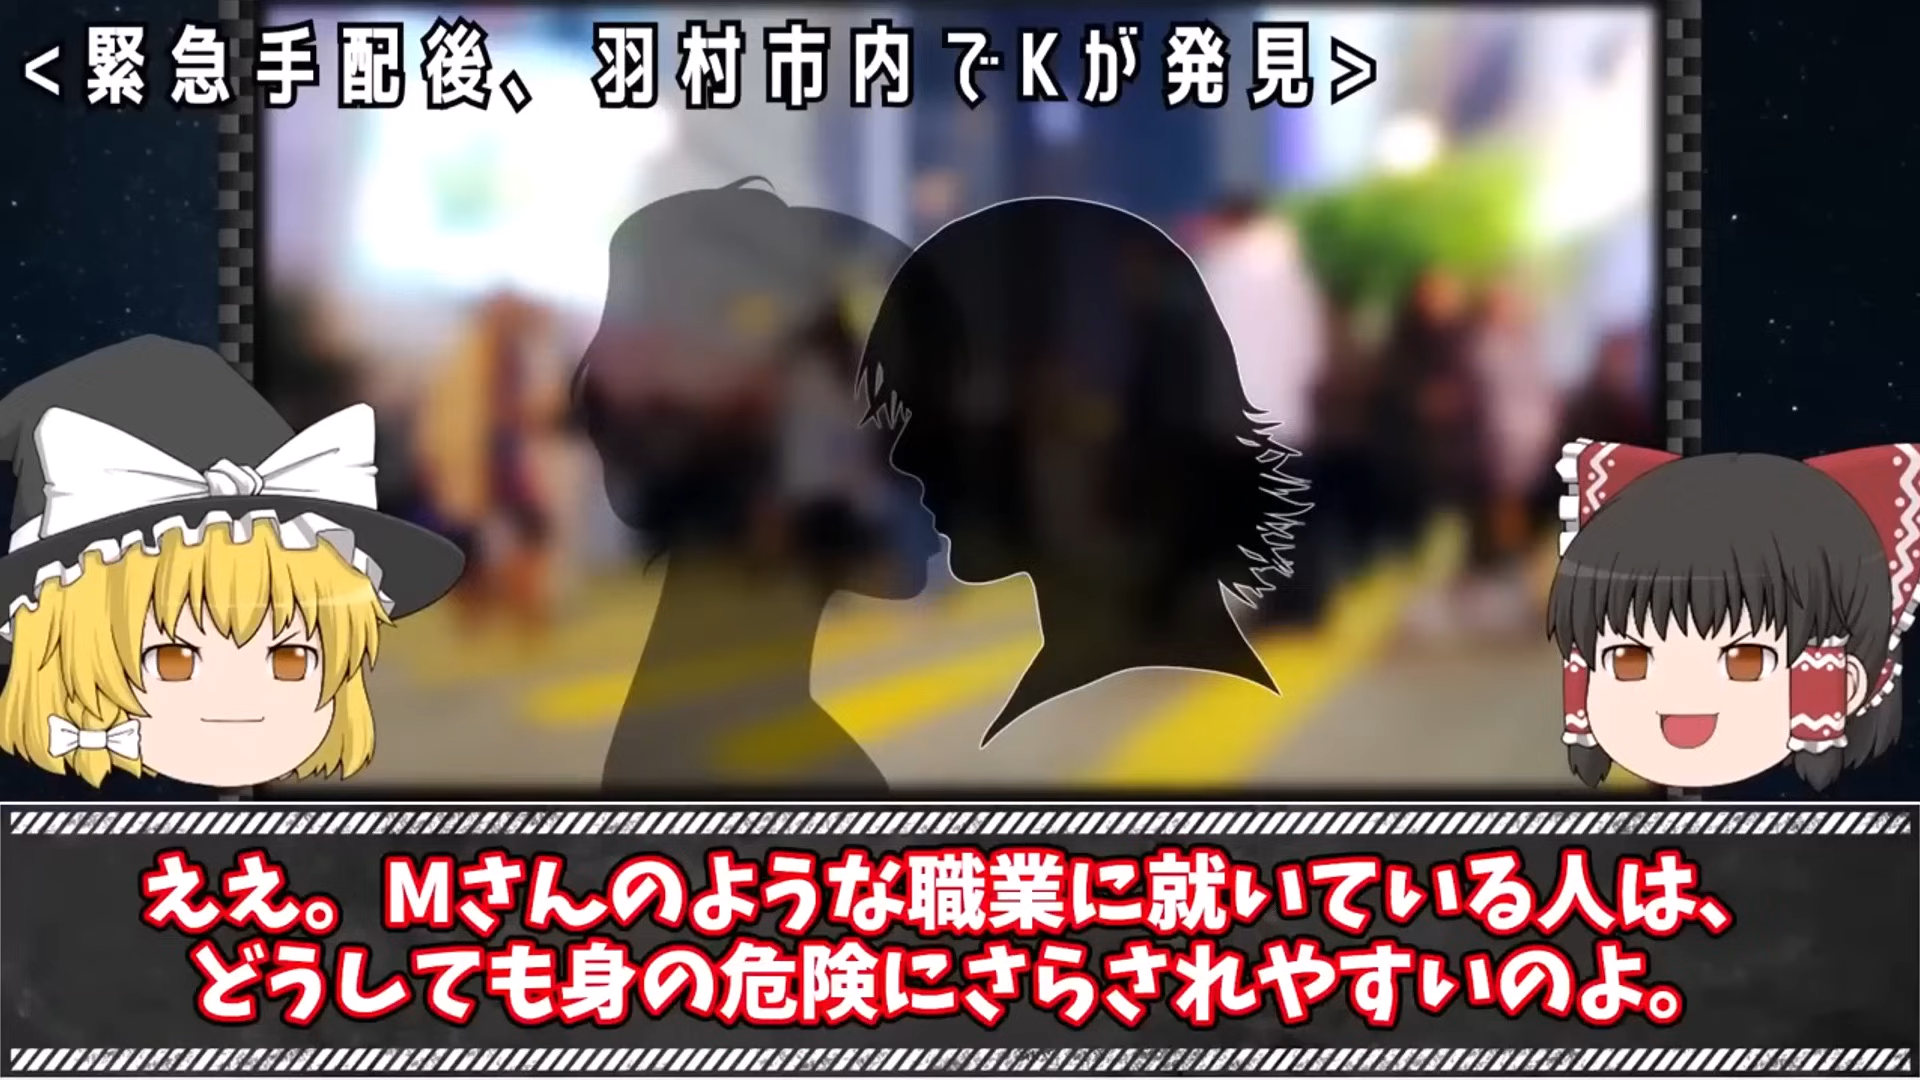 <緊急手配後、羽村市内でKが発見>
ええ。Mさんのような職業に就いている人は、
どうしても身の危険にさらされやすいのよ。